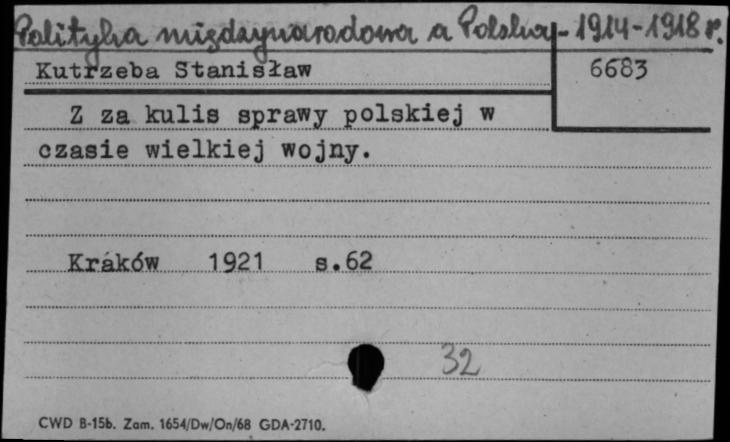 Polityka międzynarodowa a Polska - 1914-1918 r.
Kutrzeba Stanisław
6683
Z za kulis sprawy polskiej w
czasie wielkiej wojny.
Kraków 1921 s.62
32
CWD B-15b. Zam. 1654/Dw/On/68 GDA-2710.